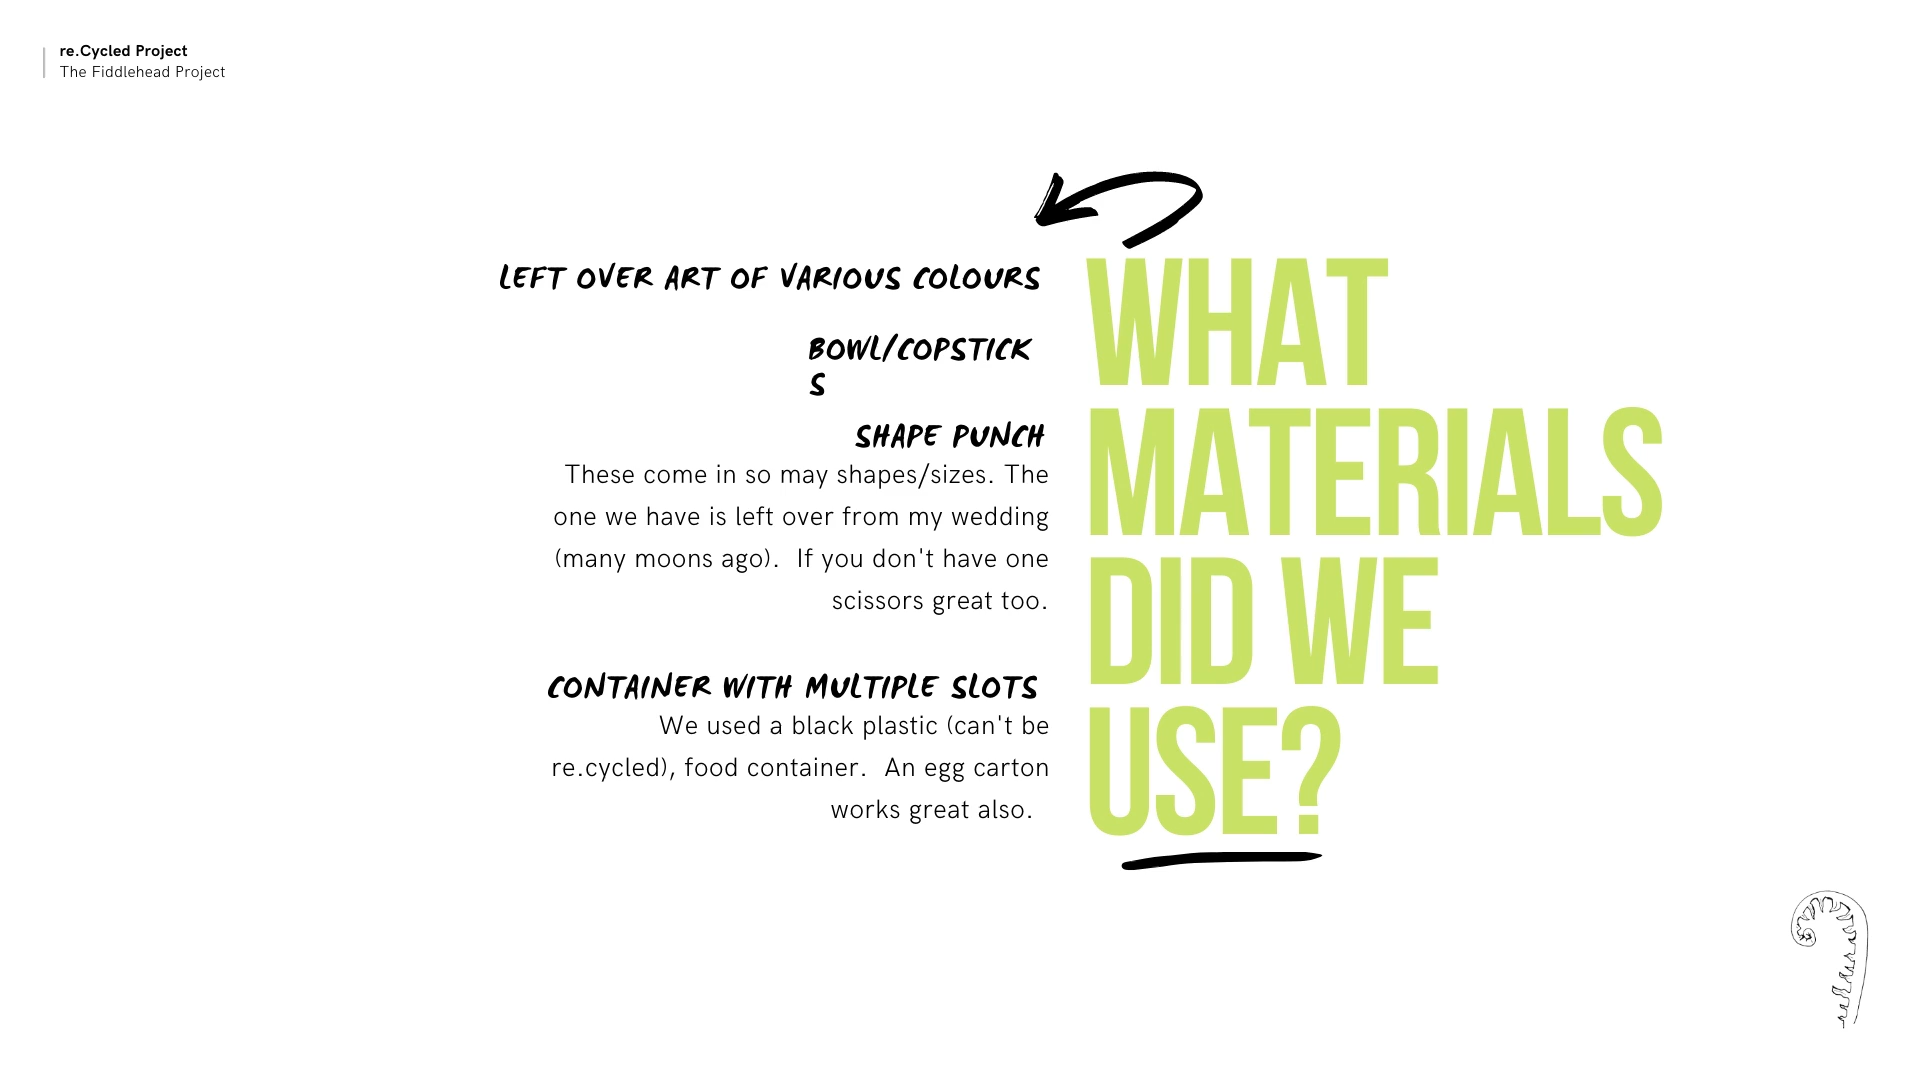 re.Cycled Project
The Fiddlehead Project
LEFT OVER ART OF VARIOUS COLOURS
BOWL/COPSTICK
S
SHAPE PUNCH
These come in so may shapes/sizes. The
one we have is left over from my wedding
(many moons ago).  If you don't have one
scissors great too.
CONTAINER WITH MULTIPLE SLOTS
We used a black plastic (can't be
re.cycled), food container.  An egg carton
works great also.
WHAT
MATERIALS
DID WE
USE?